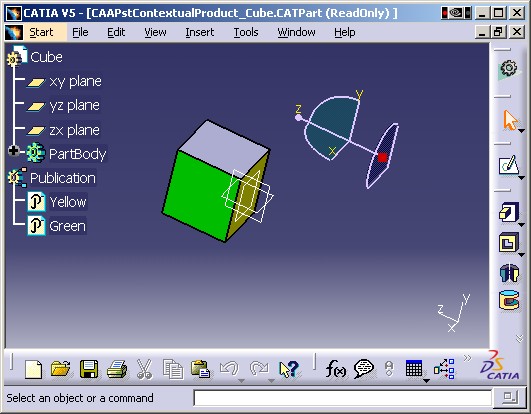 CATIA V5 - [CAAPstContextualProduct_Cube.CATPart (ReadOnly) ]
Start File Edit View Insert Tools Window Help
Cube
xy plane
yz plane
zx plane
PartBody
Publication
P Yellow
P Green
y
z
x
y
z
x
f(x)
DS CATIA
Select an object or a command